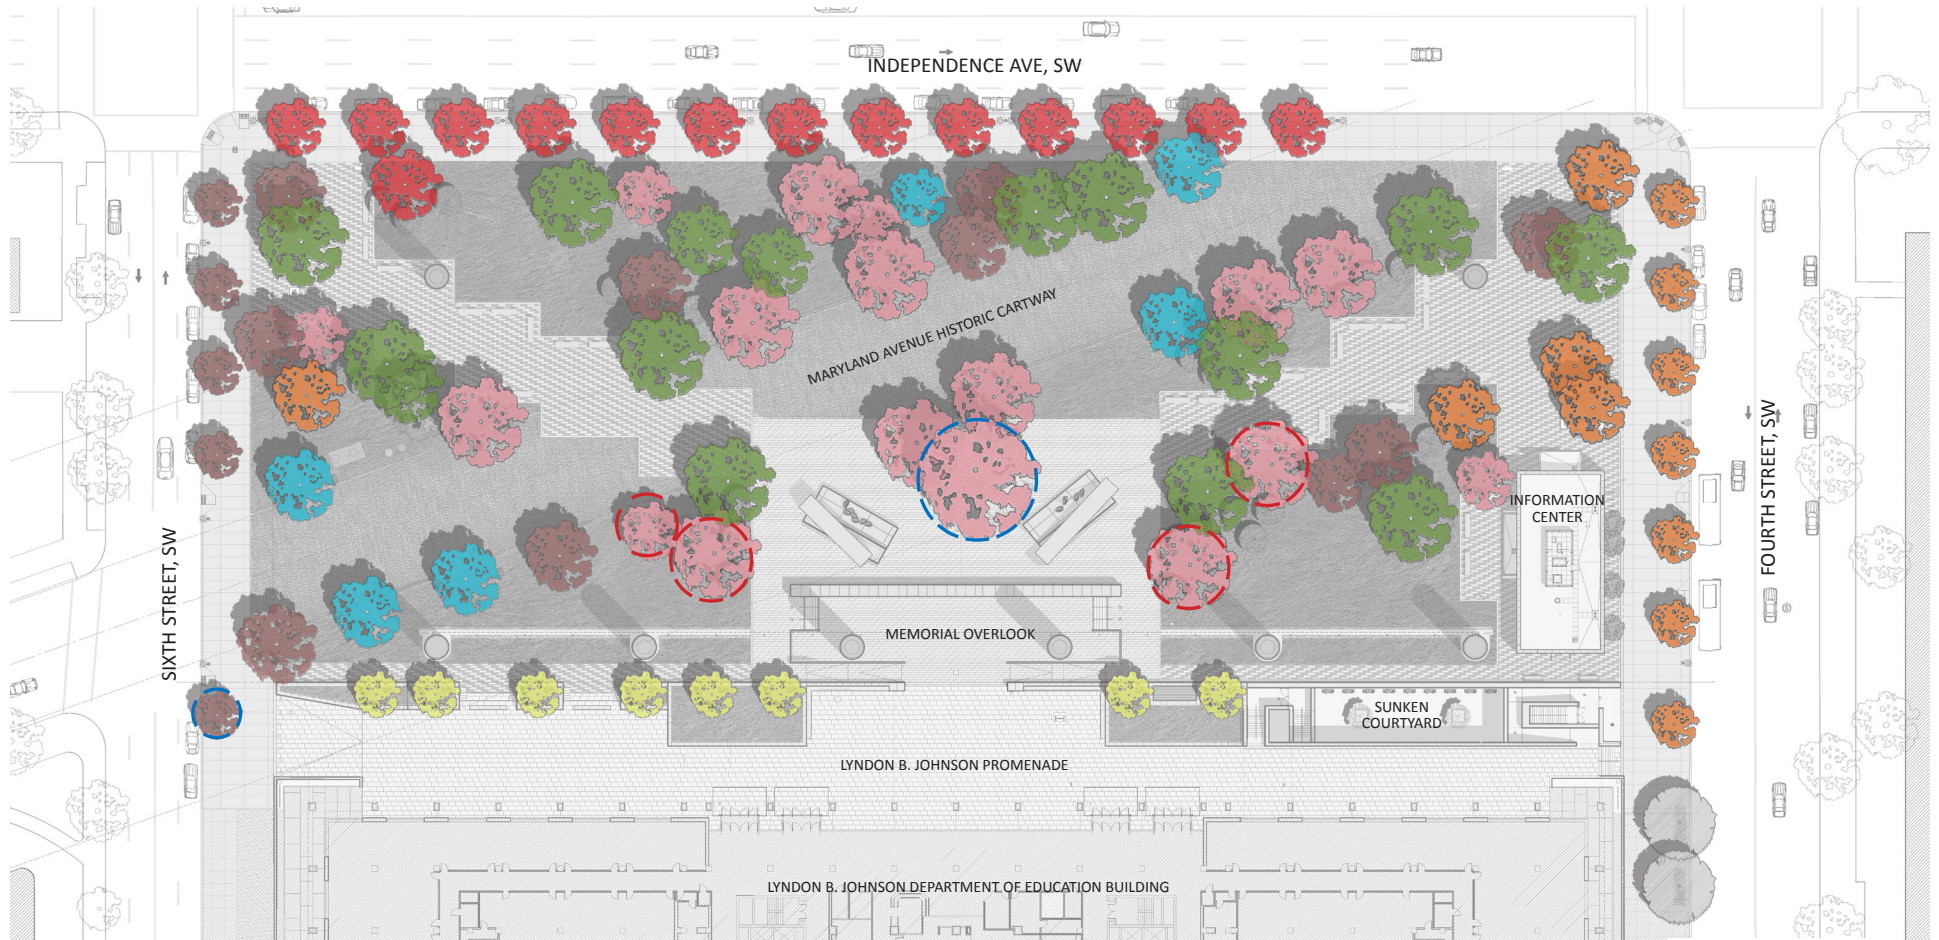 INDEPENDENCE AVE, SW
MARYLAND AVENUE HISTORIC CARTWAY
INFORMATION
CENTER
SIXTH STREET, SW
FOURTH STREET, SW
MEMORIAL OVERLOOK
SUNKEN
COURTYARD
LYNDON B. JOHNSON PROMENADE
LYNDON B. JOHNSON DEPARTMENT OF EDUCATION BUILDING